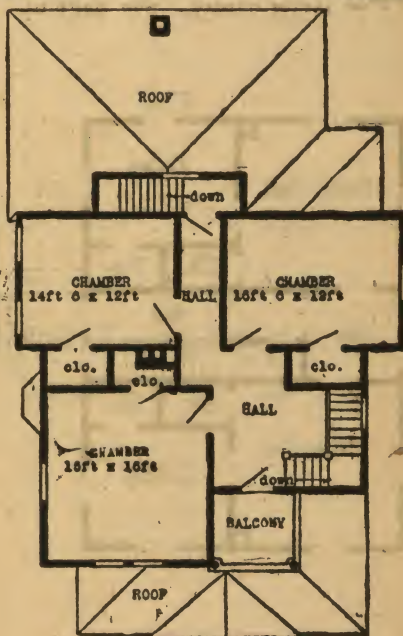 ROOF
down
CHAMBER
14ft 6 x 12ft
HALL
CHAMBER
16ft 6 x 12ft
clo.
clo.
clo.
HALL
CHAMBER
16ft x 16ft
down
BALCONY
ROOF